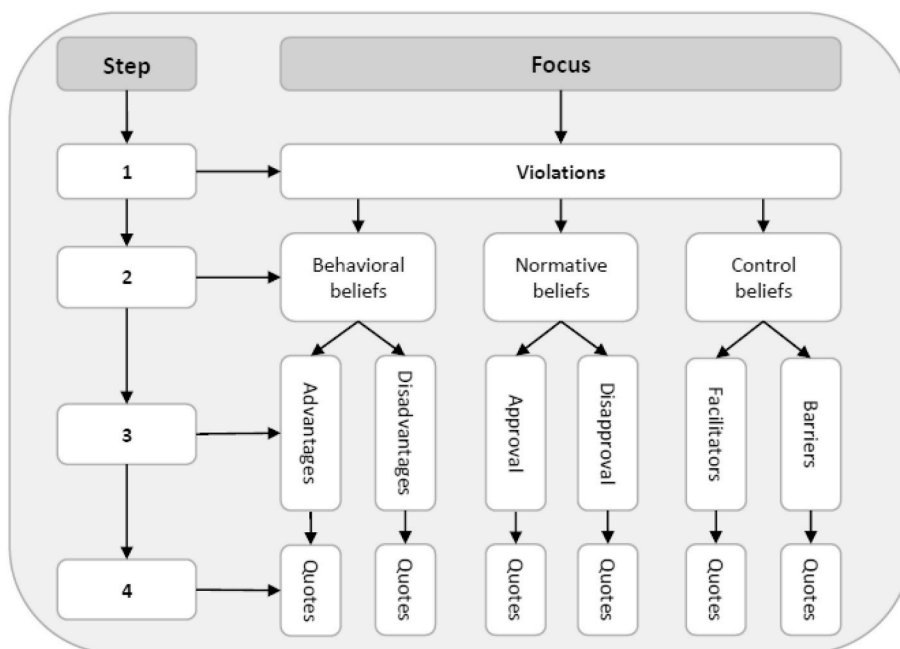 Step
Focus
1
Violations
2
Behavioral
beliefs
Normative
beliefs
Control
beliefs
3
Advantages
Disadvantages
Approval
Disapproval
Facilitators
Barriers
4
Quotes
Quotes
Quotes
Quotes
Quotes
Quotes